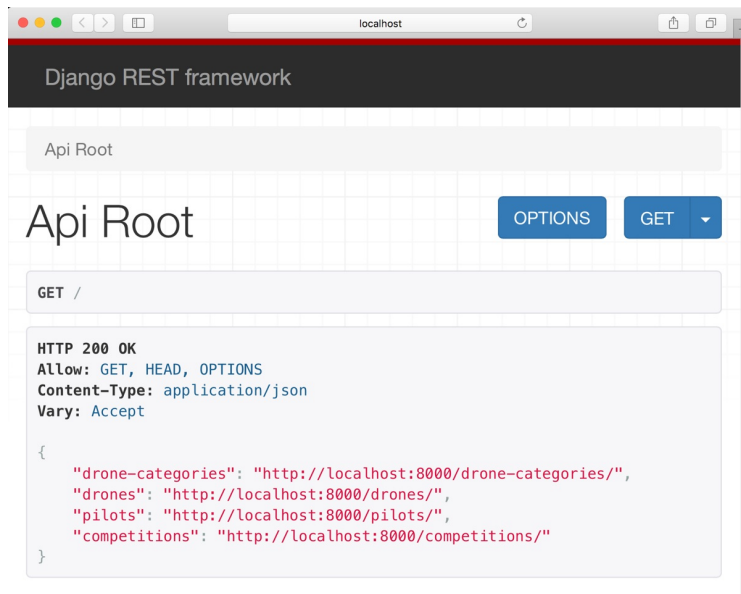 localhost
Django REST framework
Api Root
Api Root
OPTIONS
GET
GET /
HTTP 200 OK
Allow: GET, HEAD, OPTIONS
Content-Type: application/json
Vary: Accept
{
    "drone-categories": "http://localhost:8000/drone-categories/",
    "drones": "http://localhost:8000/drones/",
    "pilots": "http://localhost:8000/pilots/",
    "competitions": "http://localhost:8000/competitions/"
}